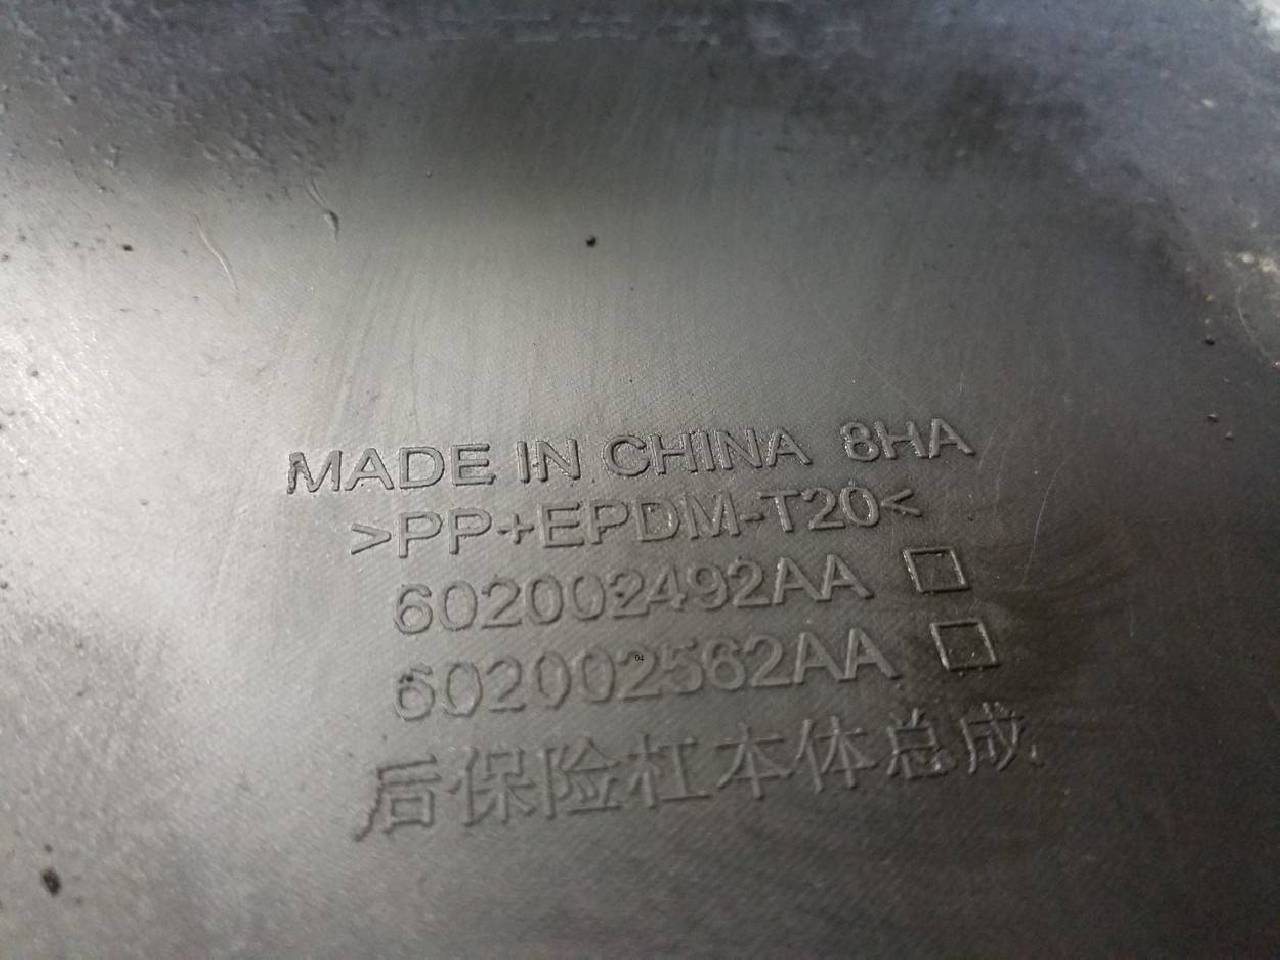 MADE IN CHINA 8HA
>PP+EPDM-T20<
602002492AA □
602002562AA □
后保险杠本体总成